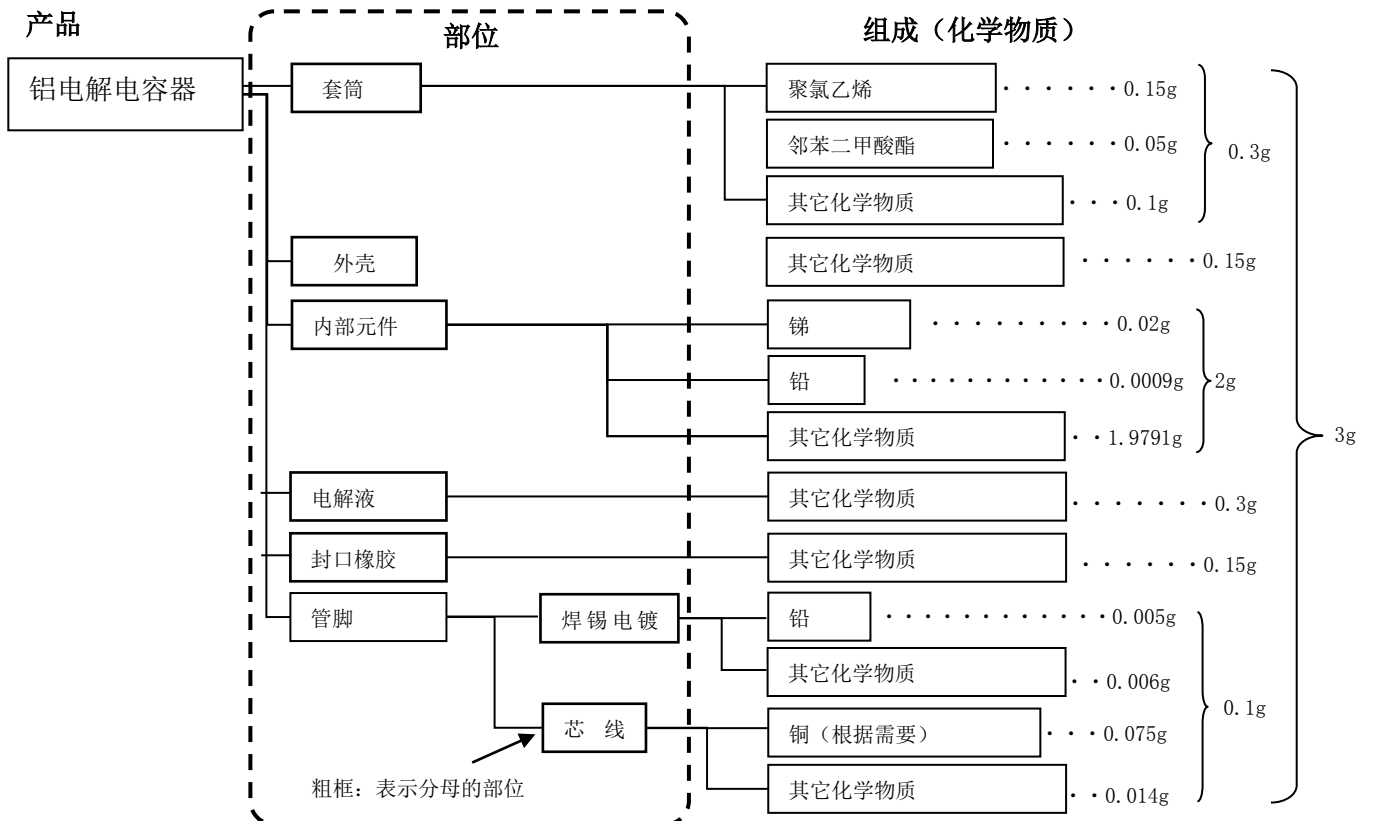 产品
部位
组成（化学物质）
铝电解电容器
套筒
聚氯乙烯 ······0.15g
邻苯二甲酸酯 ······0.05g
其它化学物质 ···0.1g
0.3g
外壳
其它化学物质 ······0.15g
内部元件
锑 ·········0.02g
铅 ············0.0009g
其它化学物质 ··1.9791g
2g
3g
电解液
其它化学物质 ·······0.3g
封口橡胶
其它化学物质 ······0.15g
管脚
焊锡电镀
铅 ············0.005g
其它化学物质 ··0.006g
芯 线
铜（根据需要） ···0.075g
其它化学物质 ··0.014g
0.1g
粗框：表示分母的部位